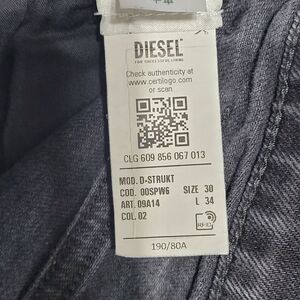 DIESEL
FOR SUCCESSFUL LIVING
Check authenticity at
www.certilogo.com
or scan
CLG 609 856 067 013
MOD. D-STRUKT
COD. 00SPW6 SIZE 30
ART. 09A14 L 34
COL. 02
RFID
190/80A